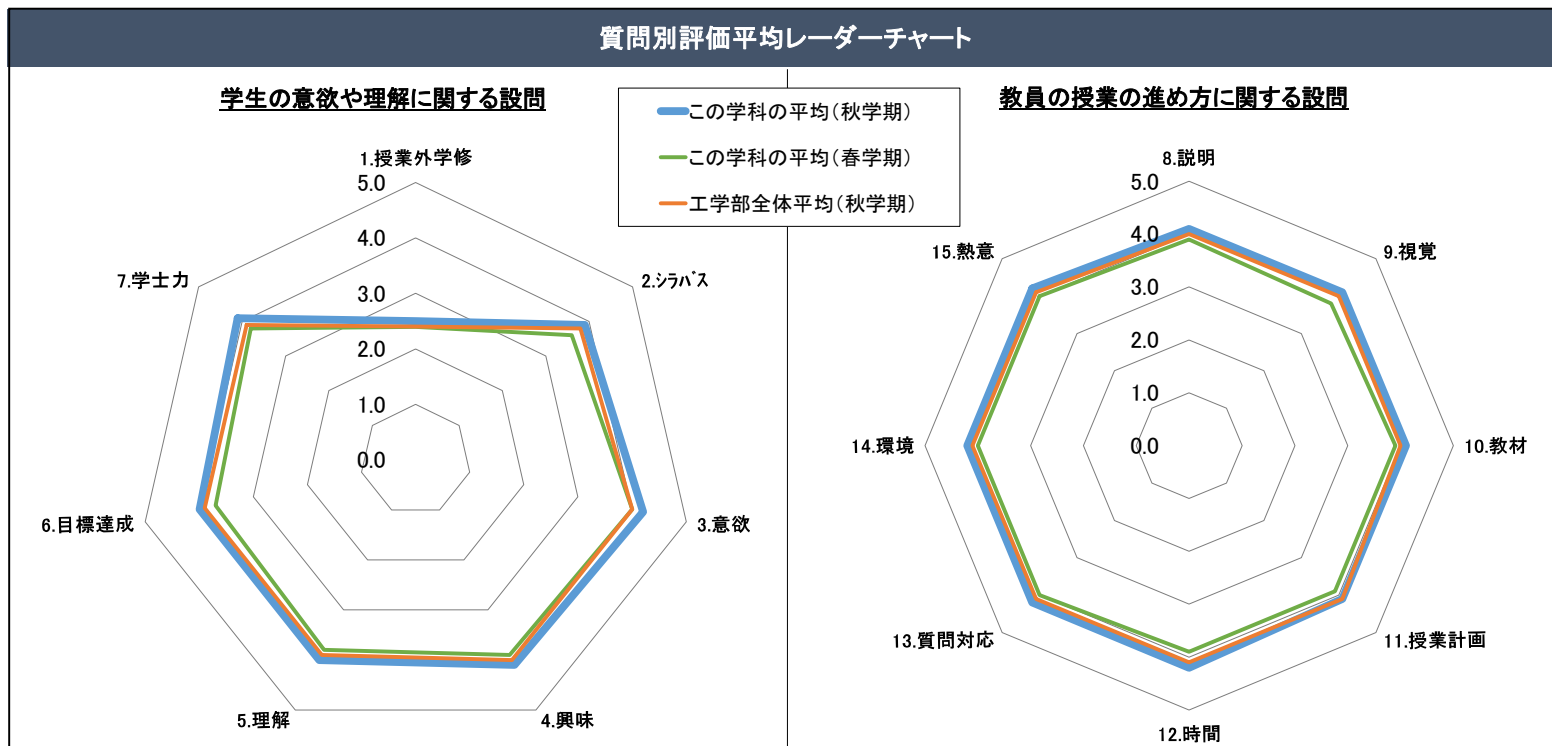 質問別評価平均レーダーチャート
学生の意欲や理解に関する設問
この学科の平均(秋学期)
この学科の平均(春学期)
工学部全体平均(秋学期)
教員の授業の進め方に関する設問
1.授業外学修
2.シラバス
3.意欲
4.興味
5.理解
6.目標達成
7.学士力
5.0
4.0
3.0
2.0
1.0
0.0
8.説明
9.視覚
10.教材
11.授業計画
12.時間
13.質問対応
14.環境
15.熱意
5.0
4.0
3.0
2.0
1.0
0.0